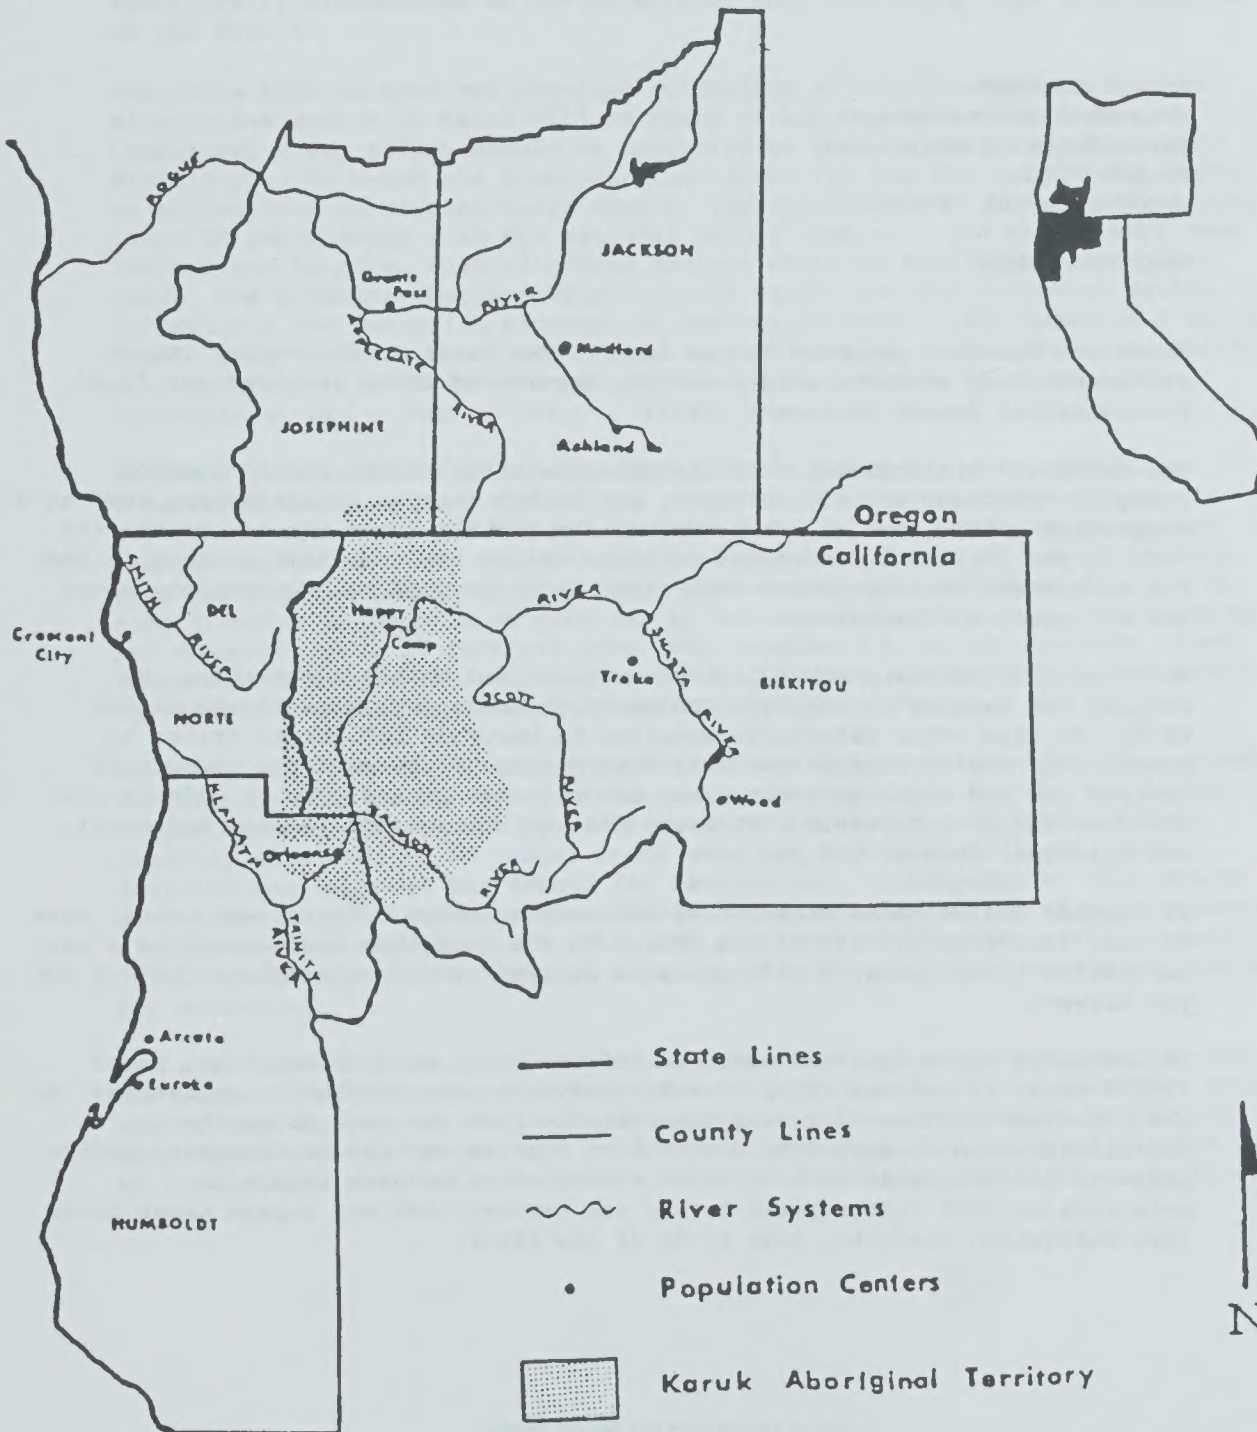 ROGUE
JACKSON
Grants
Pass
RIVER
APPLEGATE
RIVER
Medford
JOSEPHINE
Ashland
Oregon
California
SMITH
RIVER
DEL
NORTE
Crescent
City
Happy
Camp
RIVER
SCOTT
RIVER
Yreka
SHASTA
RIVER
SISKIYOU
Weed
KLAMATH
Orleans
SALMON
RIVER
TRINITY
RIVER
Arcata
Eureka
HUMBOLDT
State Lines
County Lines
River Systems
Population Centers
Karuk Aboriginal Territory
N